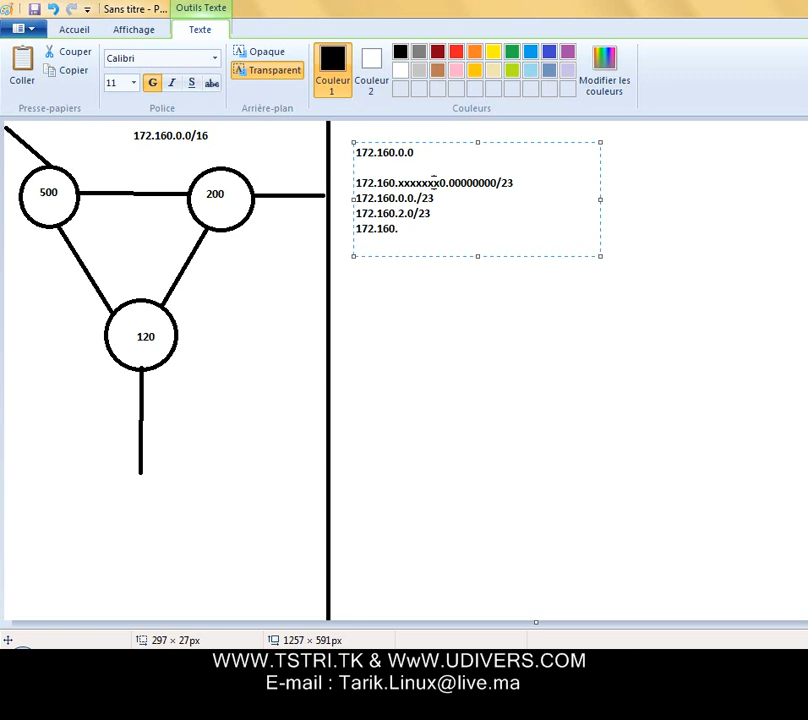 Sans titre - P...
Outils Texte
Accueil
Affichage
Texte
Coller
Couper
Copier
Presse-papiers
Calibri
11
G I S abc
Police
Opaque
Transparent
Arrière-plan
Couleur 1
Couleur 2
Modifier les couleurs
Couleurs
172.160.0.0/16
500
200
120
172.160.0.0
172.160.xxxxxxx0.00000000/23
172.160.0.0./23
172.160.2.0/23
172.160.
297 × 27px
1257 × 591px
WWW.TSTRI.TK & WwW.UDIVERS.COM
E-mail : Tarik.Linux@live.ma